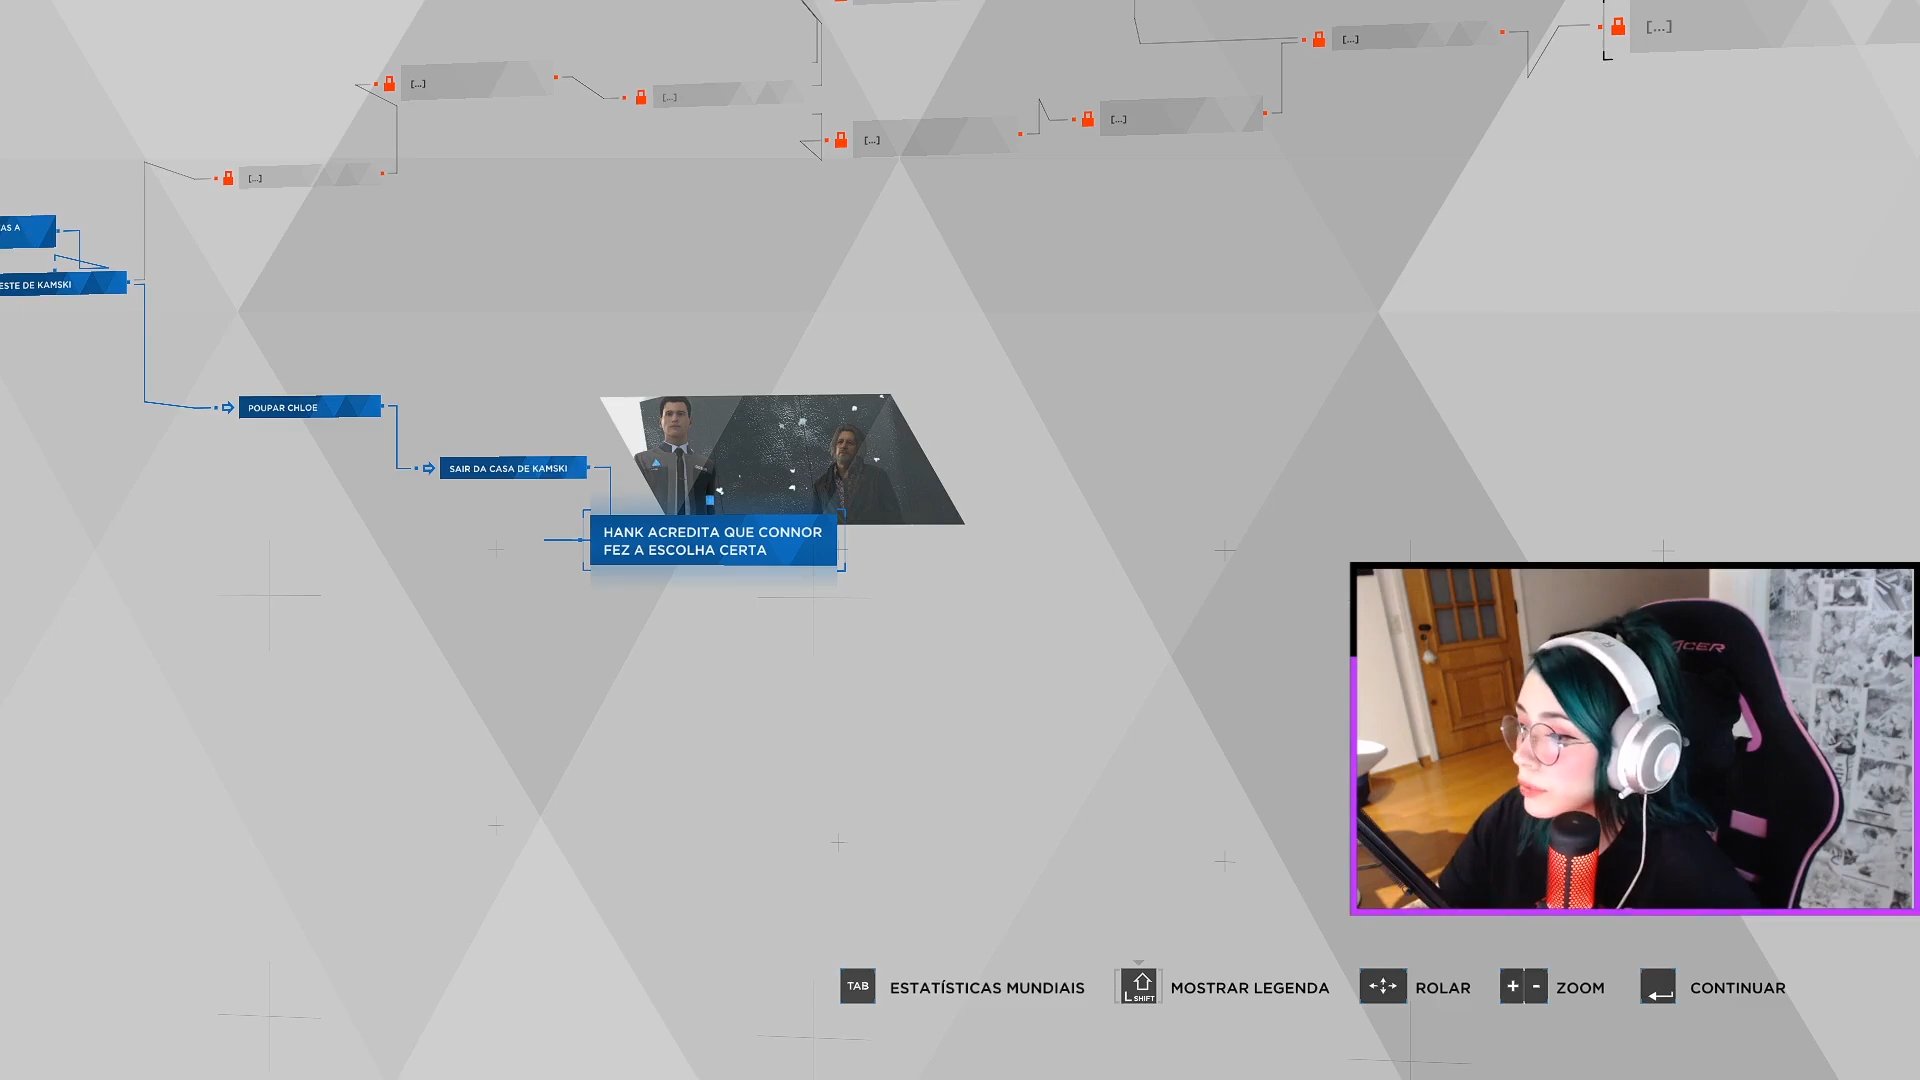 [...]
[...]
[...]
[...]
[...]
[...]
[...]
AS A
ESTE DE KAMSKI
POUPAR CHLOE
SAIR DA CASA DE KAMSKI
HANK ACREDITA QUE CONNOR
FEZ A ESCOLHA CERTA
ACER
TAB
ESTATÍSTICAS MUNDIAIS
L SHIFT
MOSTRAR LEGENDA
ROLAR
+ -
ZOOM
CONTINUAR